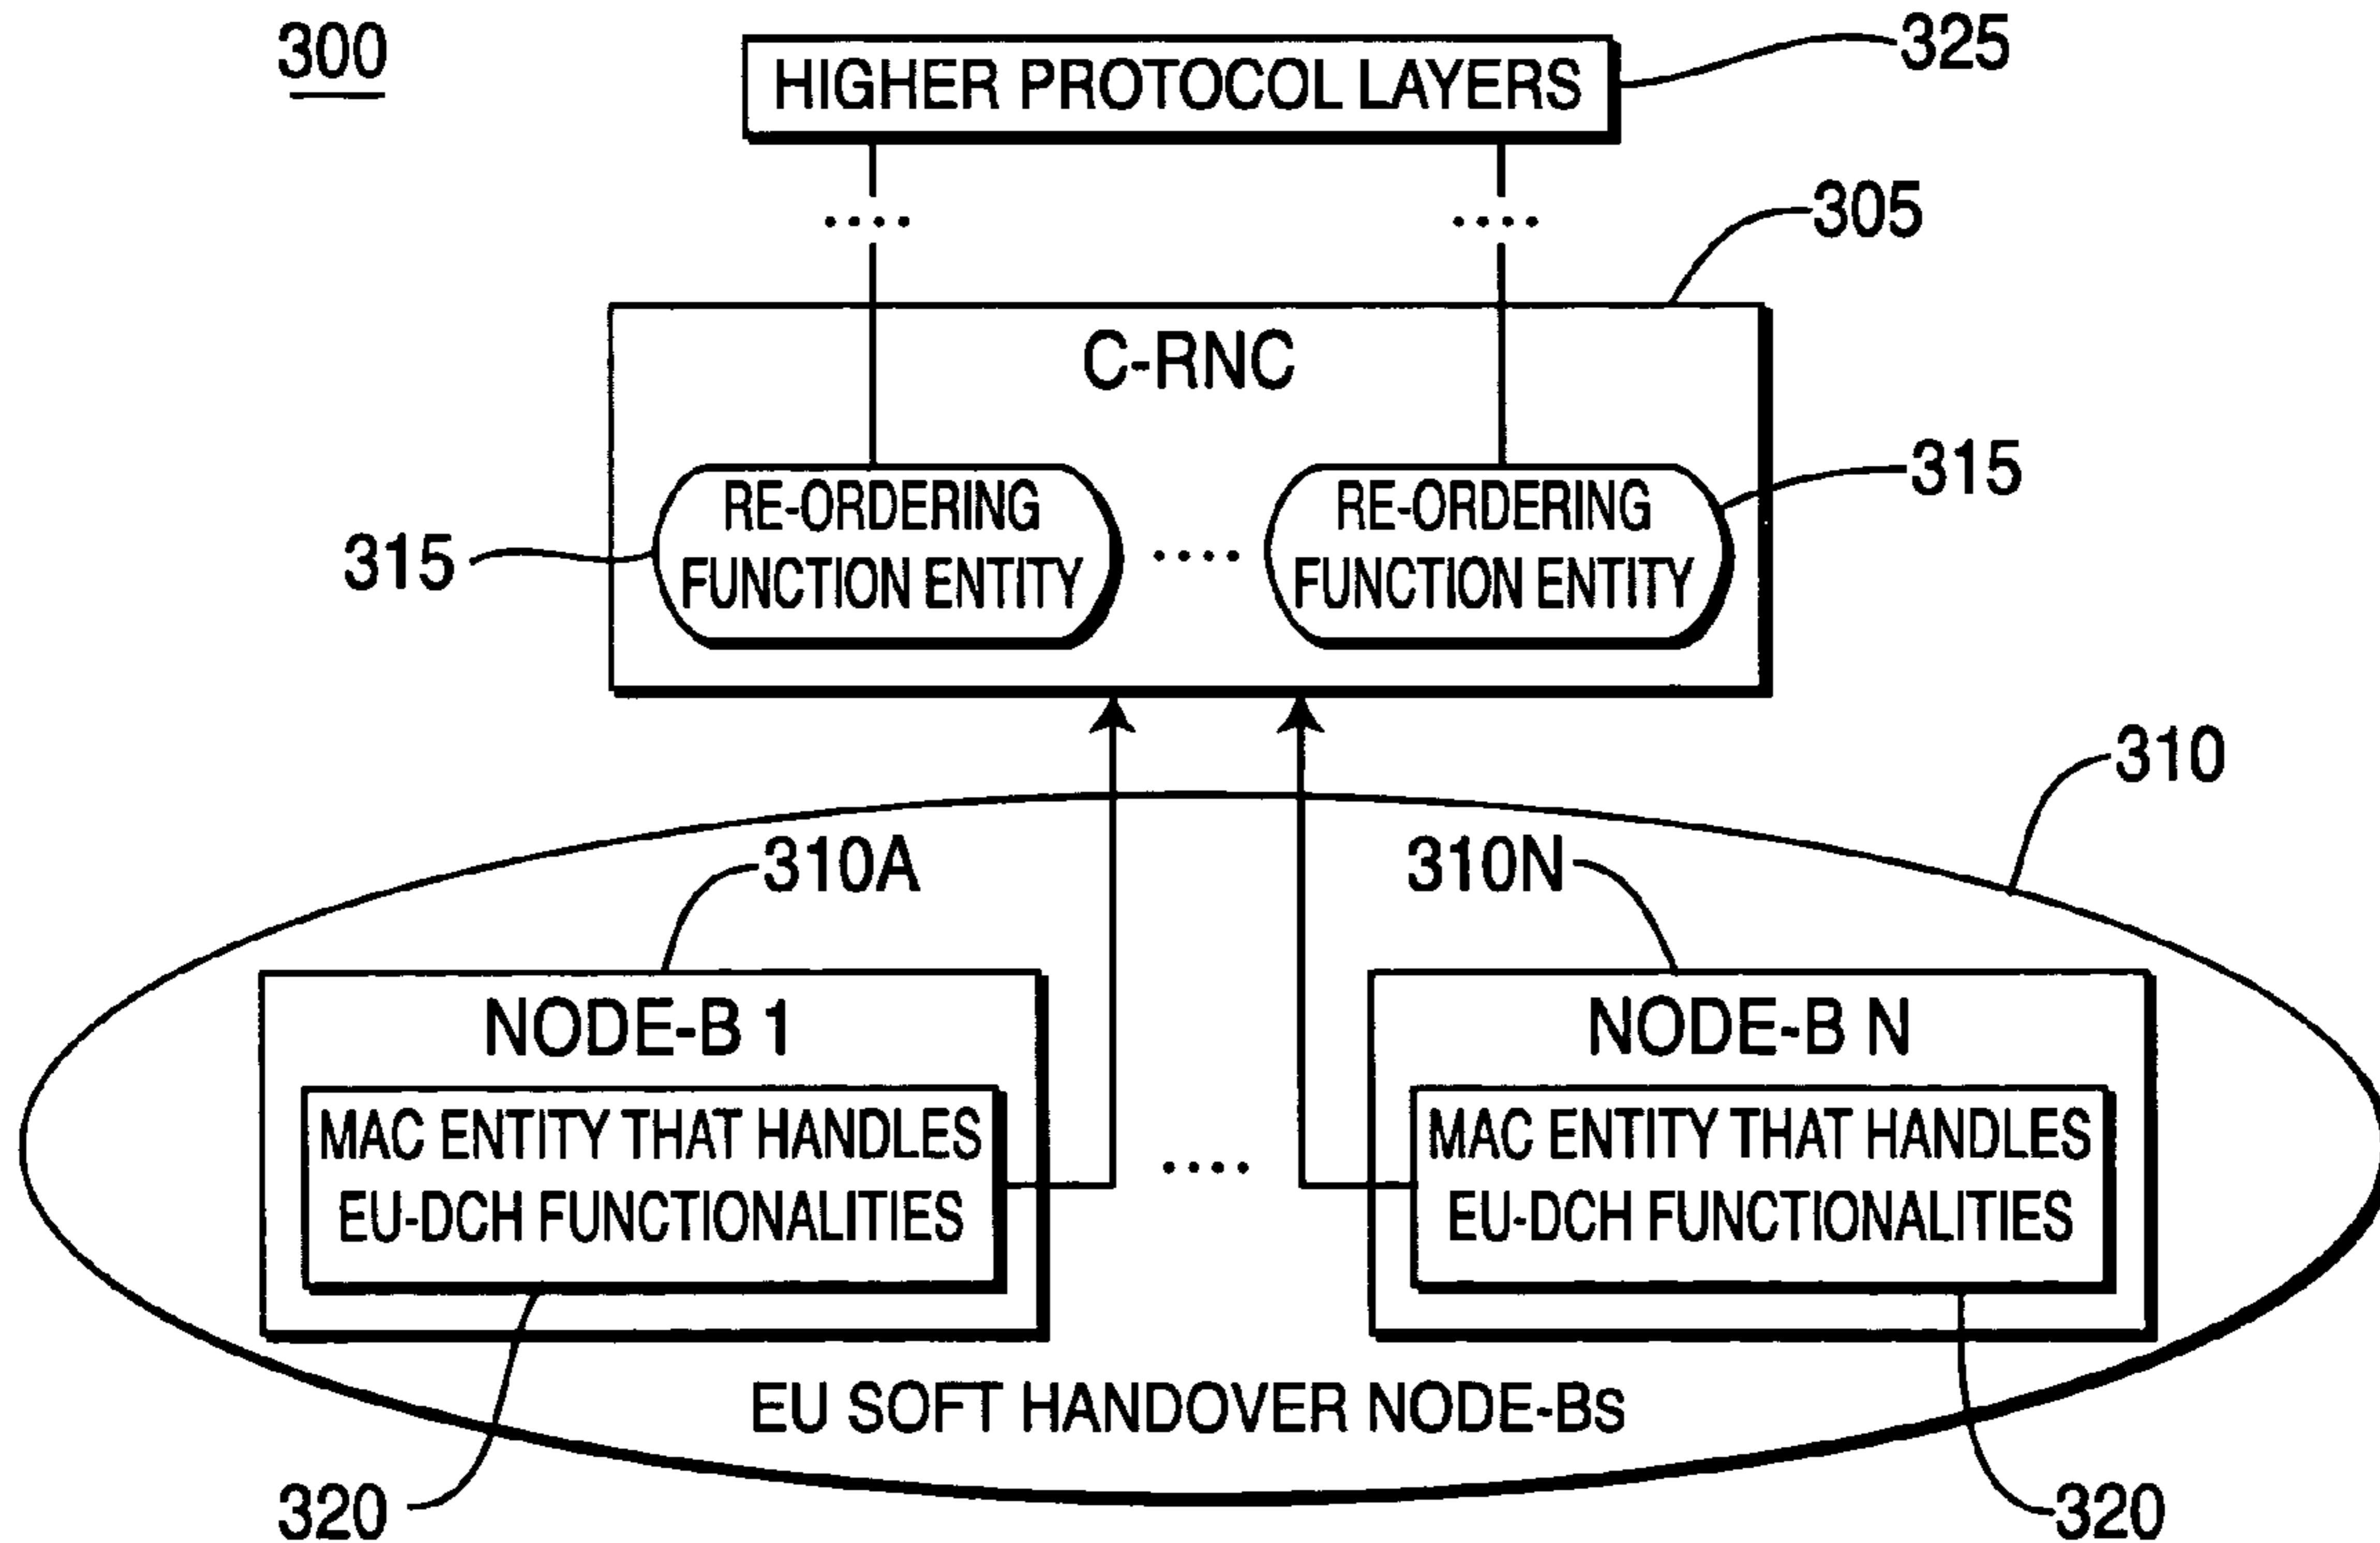 300
HIGHER PROTOCOL LAYERS
325
305
C-RNC
315
RE-ORDERING
FUNCTION ENTITY
....
RE-ORDERING
FUNCTION ENTITY
315
310
310A
310N
NODE-B 1
MAC ENTITY THAT HANDLES
EU-DCH FUNCTIONALITIES
....
NODE-B N
MAC ENTITY THAT HANDLES
EU-DCH FUNCTIONALITIES
EU SOFT HANDOVER NODE-Bs
320
320